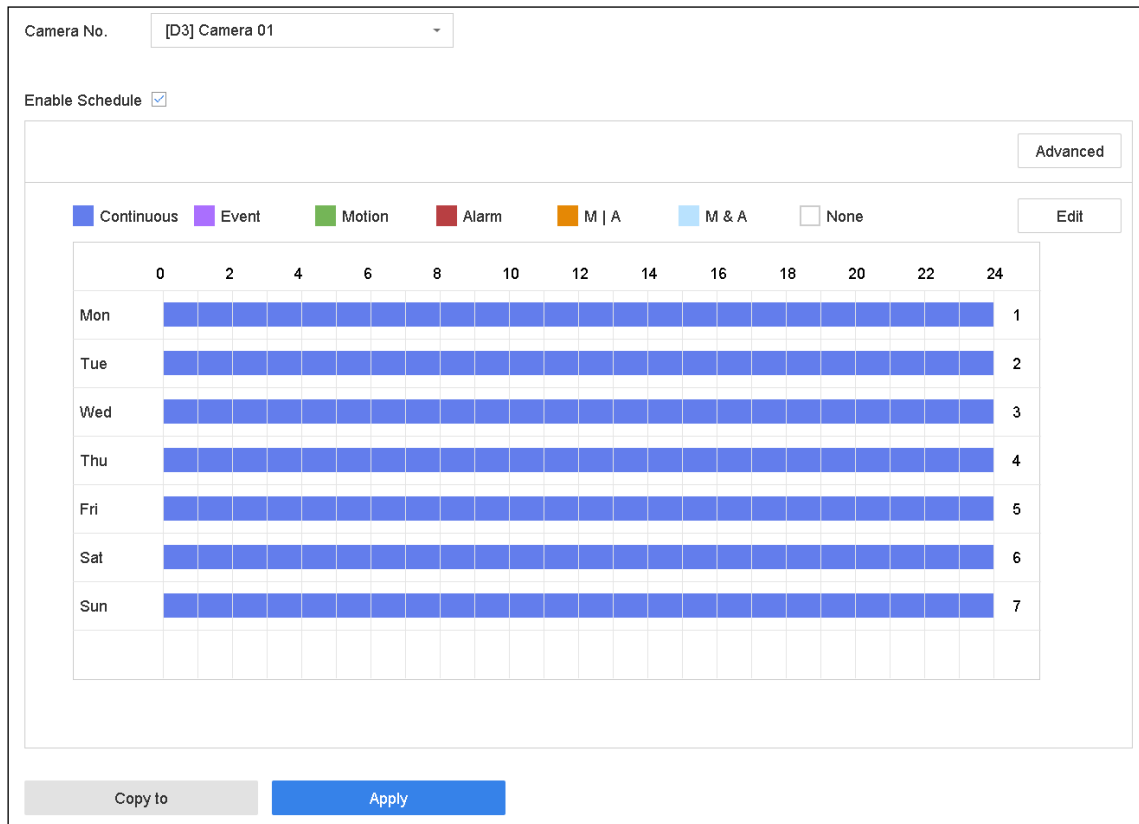 Camera No. [D3] Camera 01
Enable Schedule
Advanced
Continuous Event Motion Alarm M | A M & A None Edit
0 2 4 6 8 10 12 14 16 18 20 22 24
Mon 1
Tue 2
Wed 3
Thu 4
Fri 5
Sat 6
Sun 7
Copy to Apply